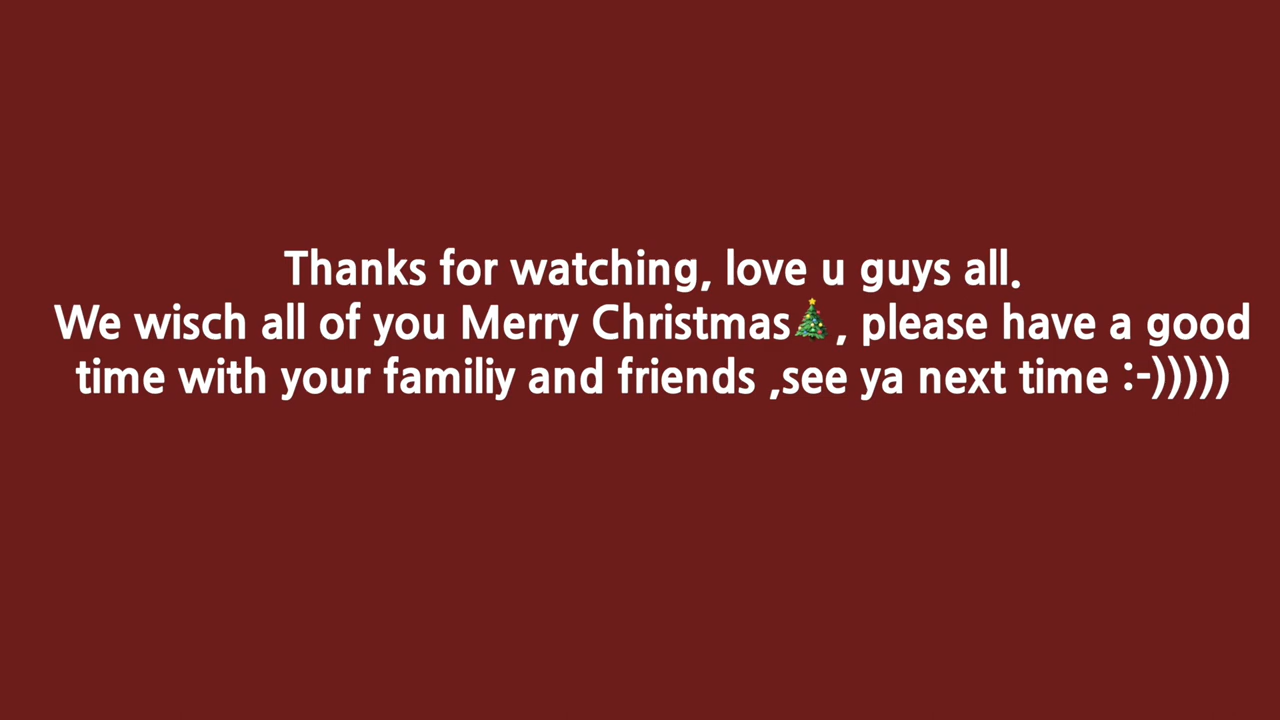 Thanks for watching, love u guys all.
We wisch all of you Merry Christmas🎄, please have a good
time with your familiy and friends ,see ya next time :-)))))